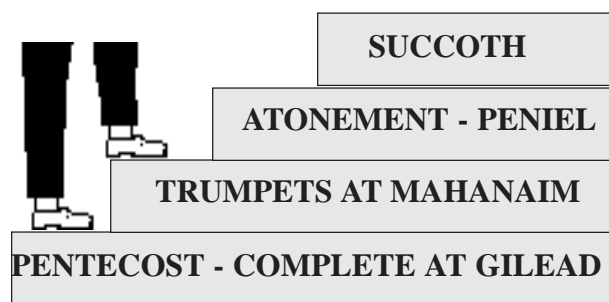 SUCCOTH
ATONEMENT - PENIEL
TRUMPETS AT MAHANAIM
PENTECOST - COMPLETE AT GILEAD